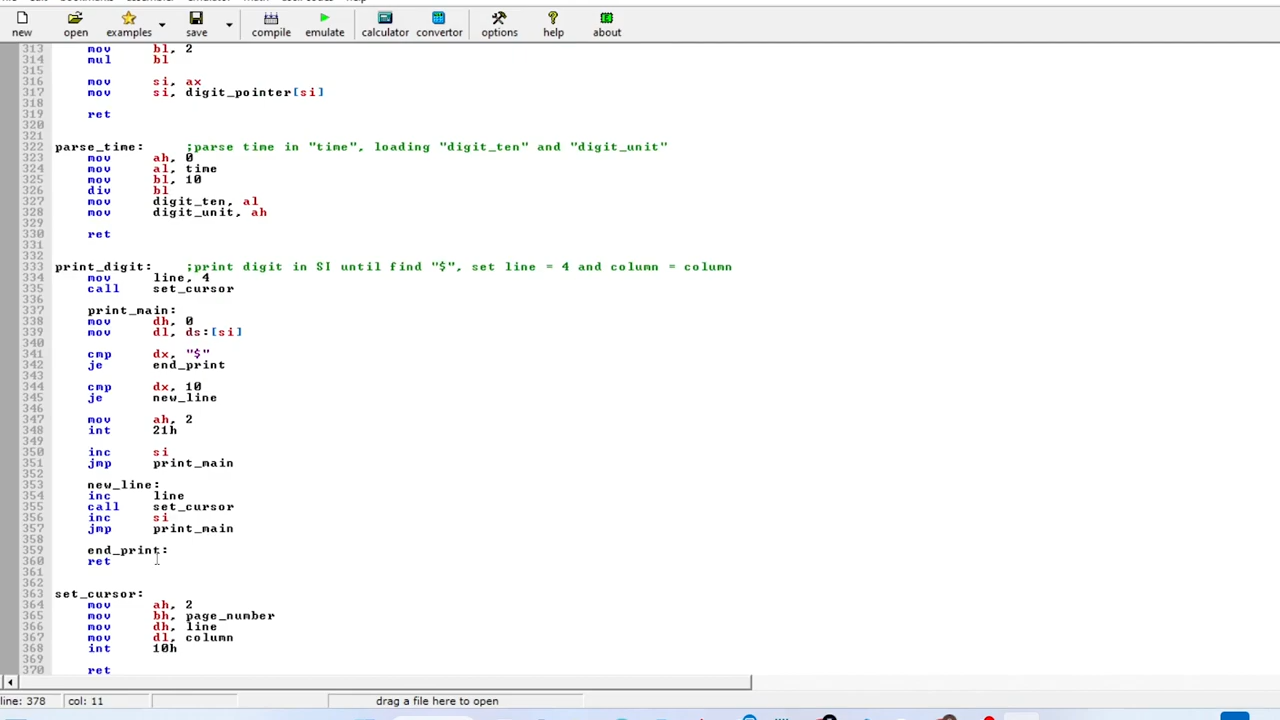 new open examples save compile emulate calculator convertor options help about
313 mov bl, 2
314 mul bl
315
316 mov si, ax
317 mov si, digit_pointer[si]
318
319 ret
320
321
322 parse_time: ;parse time in "time", loading "digit_ten" and "digit_unit"
323 mov ah, 0
324 mov al, time
325 mov bl, 10
326 div bl
327 mov digit_ten, al
328 mov digit_unit, ah
329
330 ret
331
332
333 print_digit: ;print digit in SI until find "$", set line = 4 and column = column
334 mov line, 4
335 call set_cursor
336
337 print_main:
338 mov dh, 0
339 mov dl, ds:[si]
340
341 cmp dx, "$"
342 je end_print
343
344 cmp dx, 10
345 je new_line
346
347 mov ah, 2
348 int 21h
349
350 inc si
351 jmp print_main
352
353 new_line:
354 inc line
355 call set_cursor
356 inc si
357 jmp print_main
358
359 end_print:
360 ret
361
362
363 set_cursor:
364 mov ah, 2
365 mov bh, page_number
366 mov dh, line
367 mov dl, column
368 int 10h
369
370 ret
line: 378 col: 11 drag a file here to open